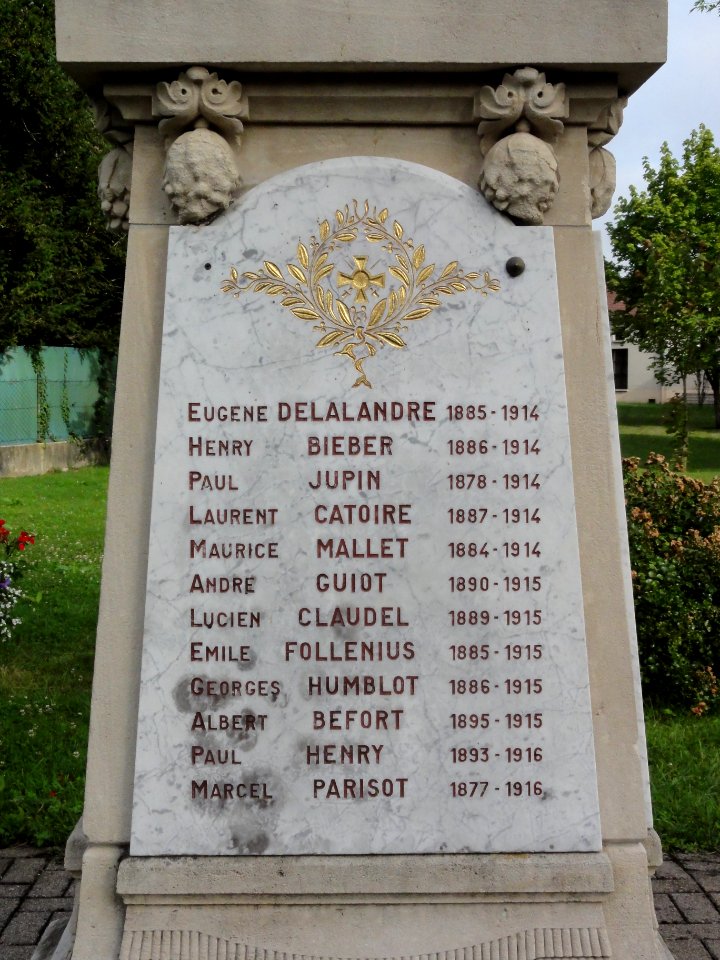 EUGENE DELALANDRE 1885-1914
HENRY BIEBER 1886-1914
PAUL JUPIN 1878-1914
LAURENT CATOIRE 1887-1914
MAURICE MALLET 1884-1914
ANDRE GUIOT 1890-1915
LUCIEN CLAUDEL 1889-1915
EMILE FOLLENIUS 1885-1915
GEORGES HUMBLOT 1886-1915
ALBERT BEFORT 1895-1915
PAUL HENRY 1893-1916
MARCEL PARISOT 1877-1916